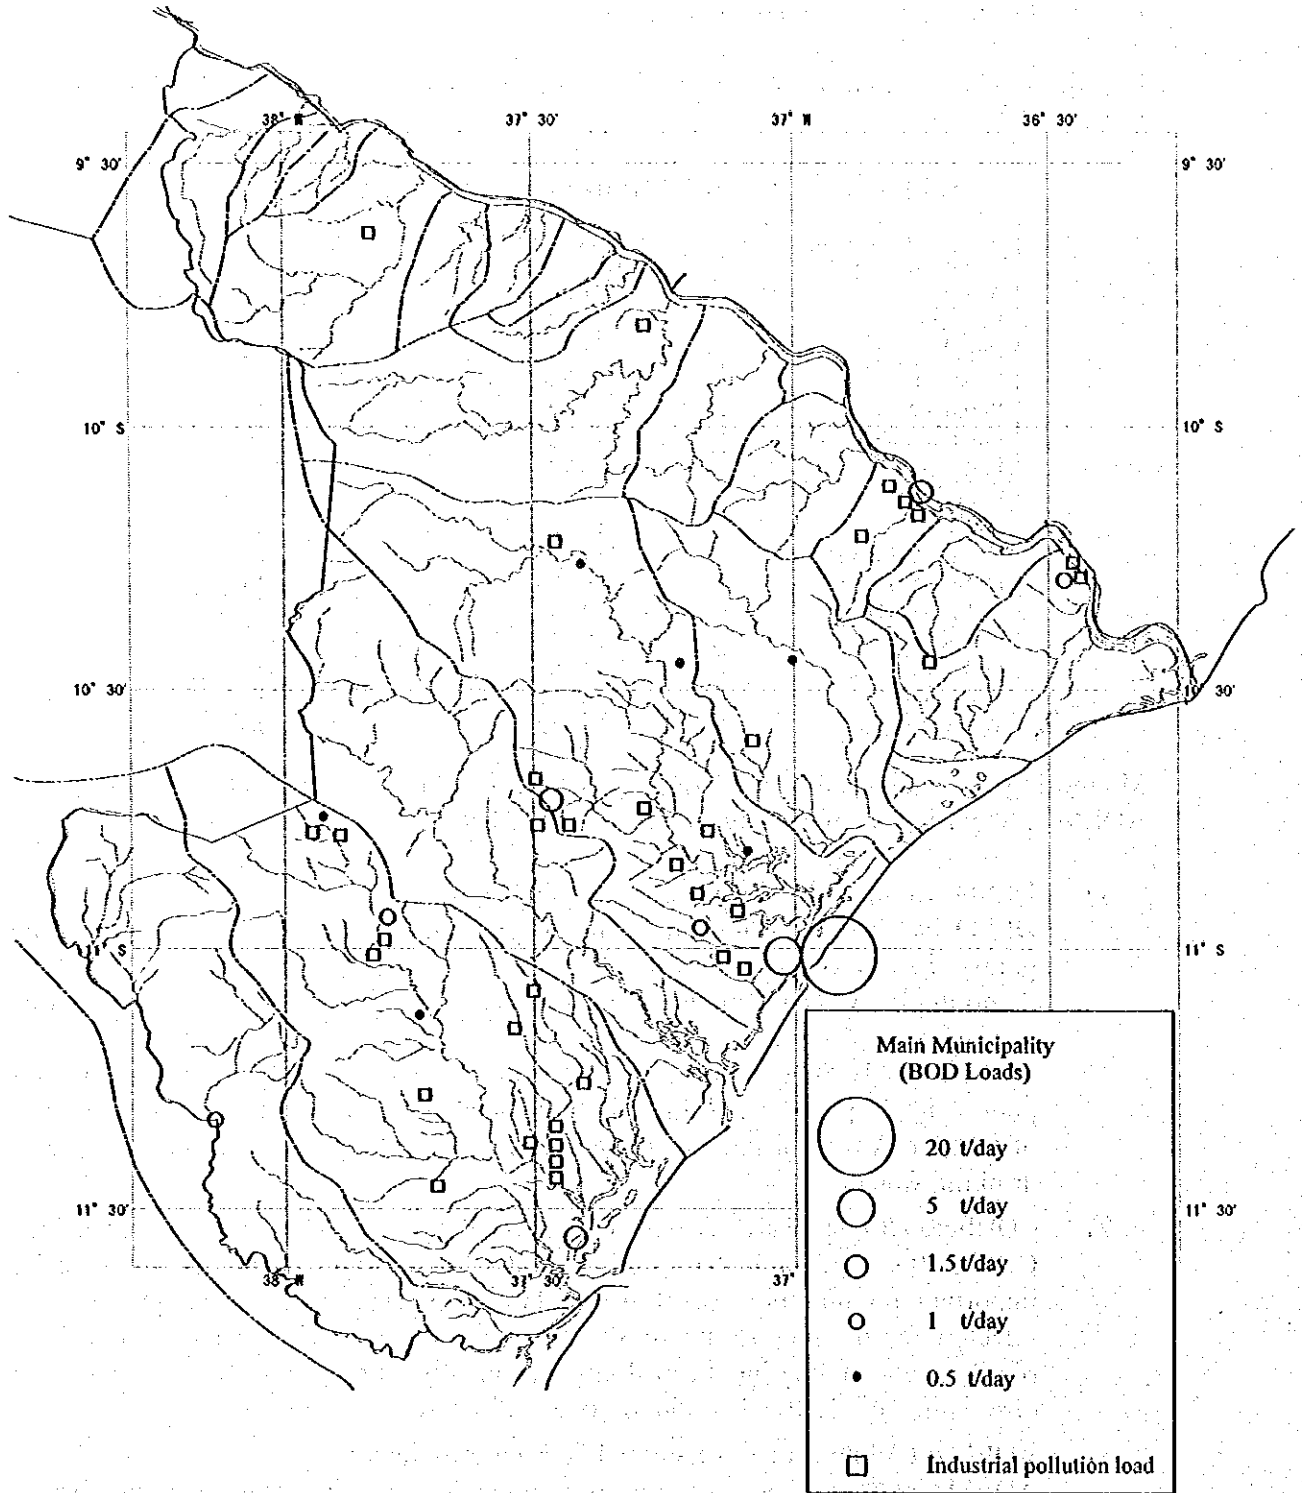 38° W
37° 30'
37° W
36° 30'
9° 30'
9° 30'
10° S
10° S
10° 30'
10 30'
11° S
11° S
11° 30'
11° 30'
38° W
37° 30'
37°
Main Municipality
(BOD Loads)
20 t/day
5 t/day
1.5 t/day
1 t/day
0.5 t/day
Industrial pollution load